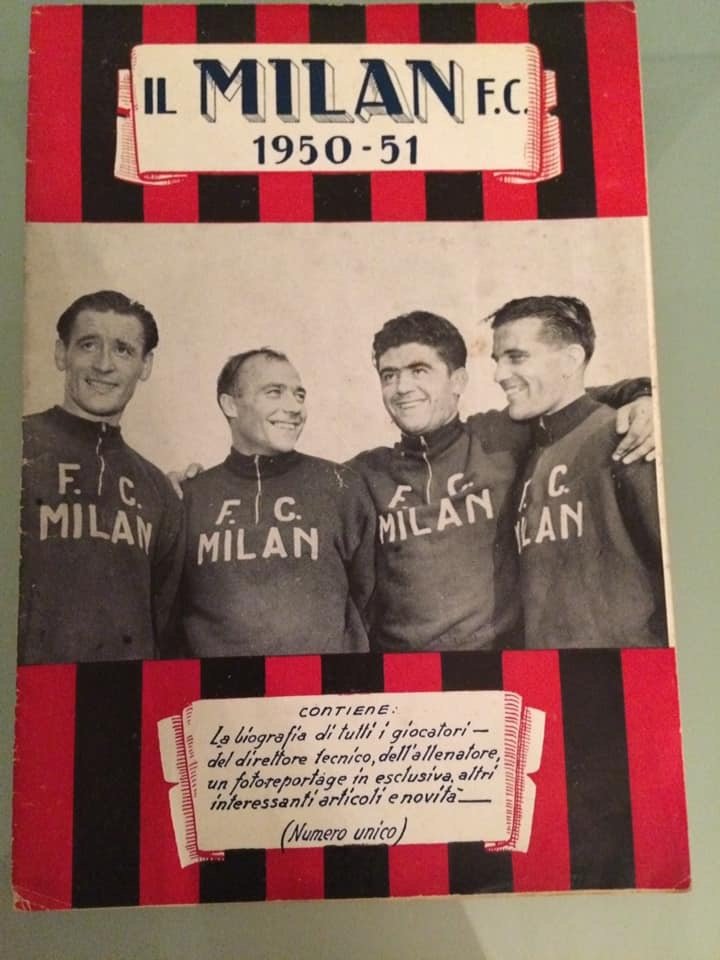 IL MILAN F.C.
1950-51
F. C.
MILAN
F. C.
MILAN
F. C.
MILAN
F. C.
MILAN
CONTIENE:
La biografia di tutti i giocatori —
del direttore tecnico, dell'allenatore,
un fotoreportage in esclusiva, altri
interessanti articoli e novità —
(Numero unico)